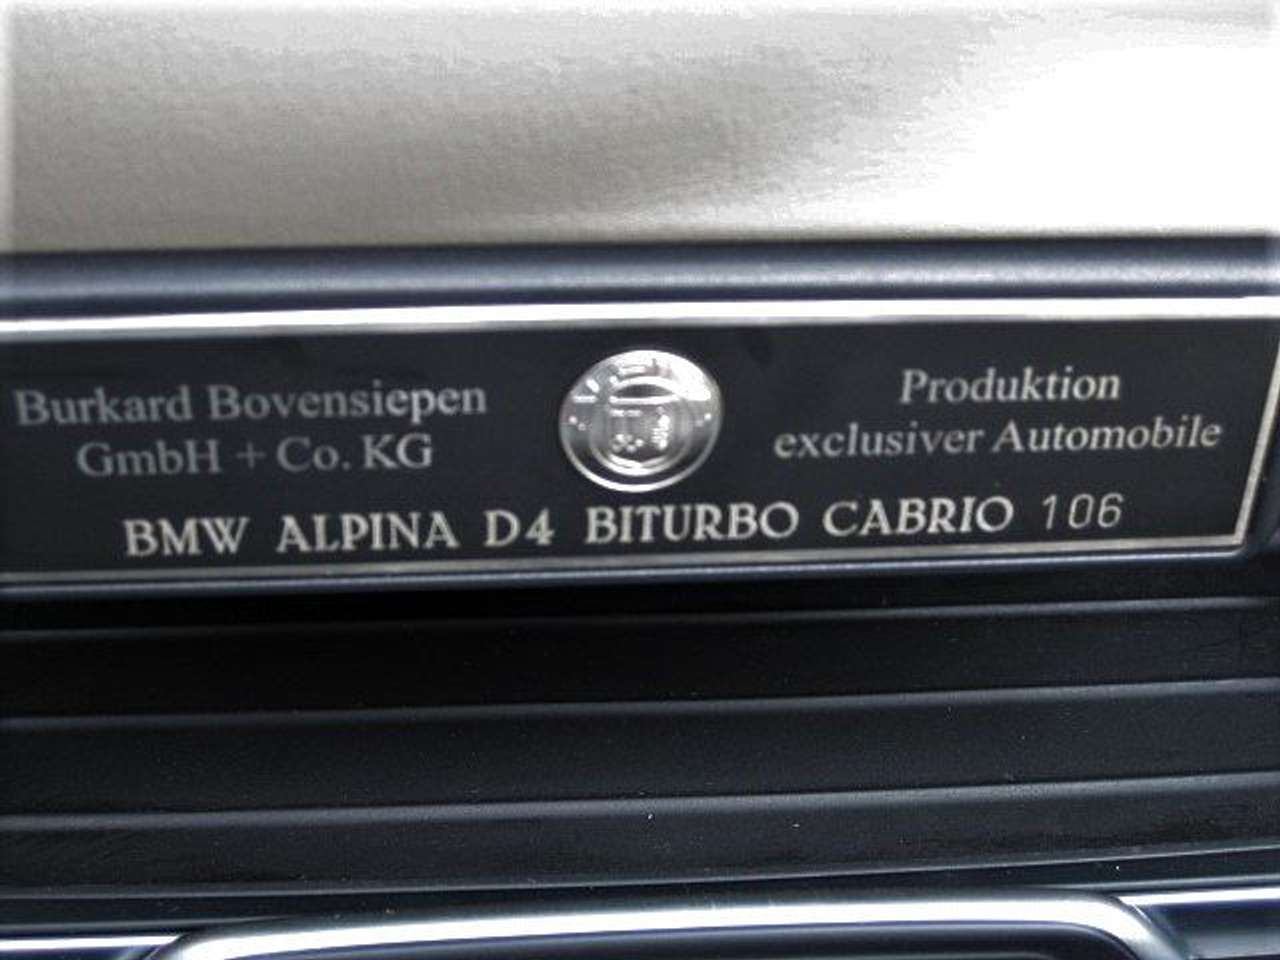 Burkard Bovensiepen
GmbH + Co. KG
Produktion
exclusiver Automobile
BMW ALPINA D4 BITURBO CABRIO 106